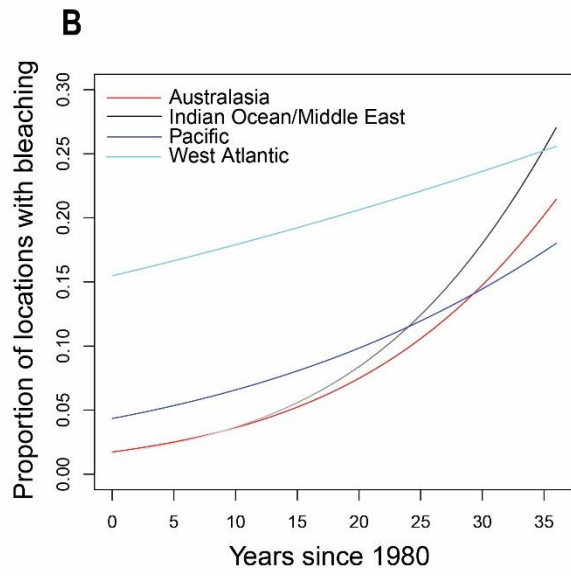 B
Proportion of locations with bleaching
0.30
0.25
0.20
0.15
0.10
0.05
0.00
Australasia
Indian Ocean/Middle East
Pacific
West Atlantic
0 5 10 15 20 25 30 35
Years since 1980